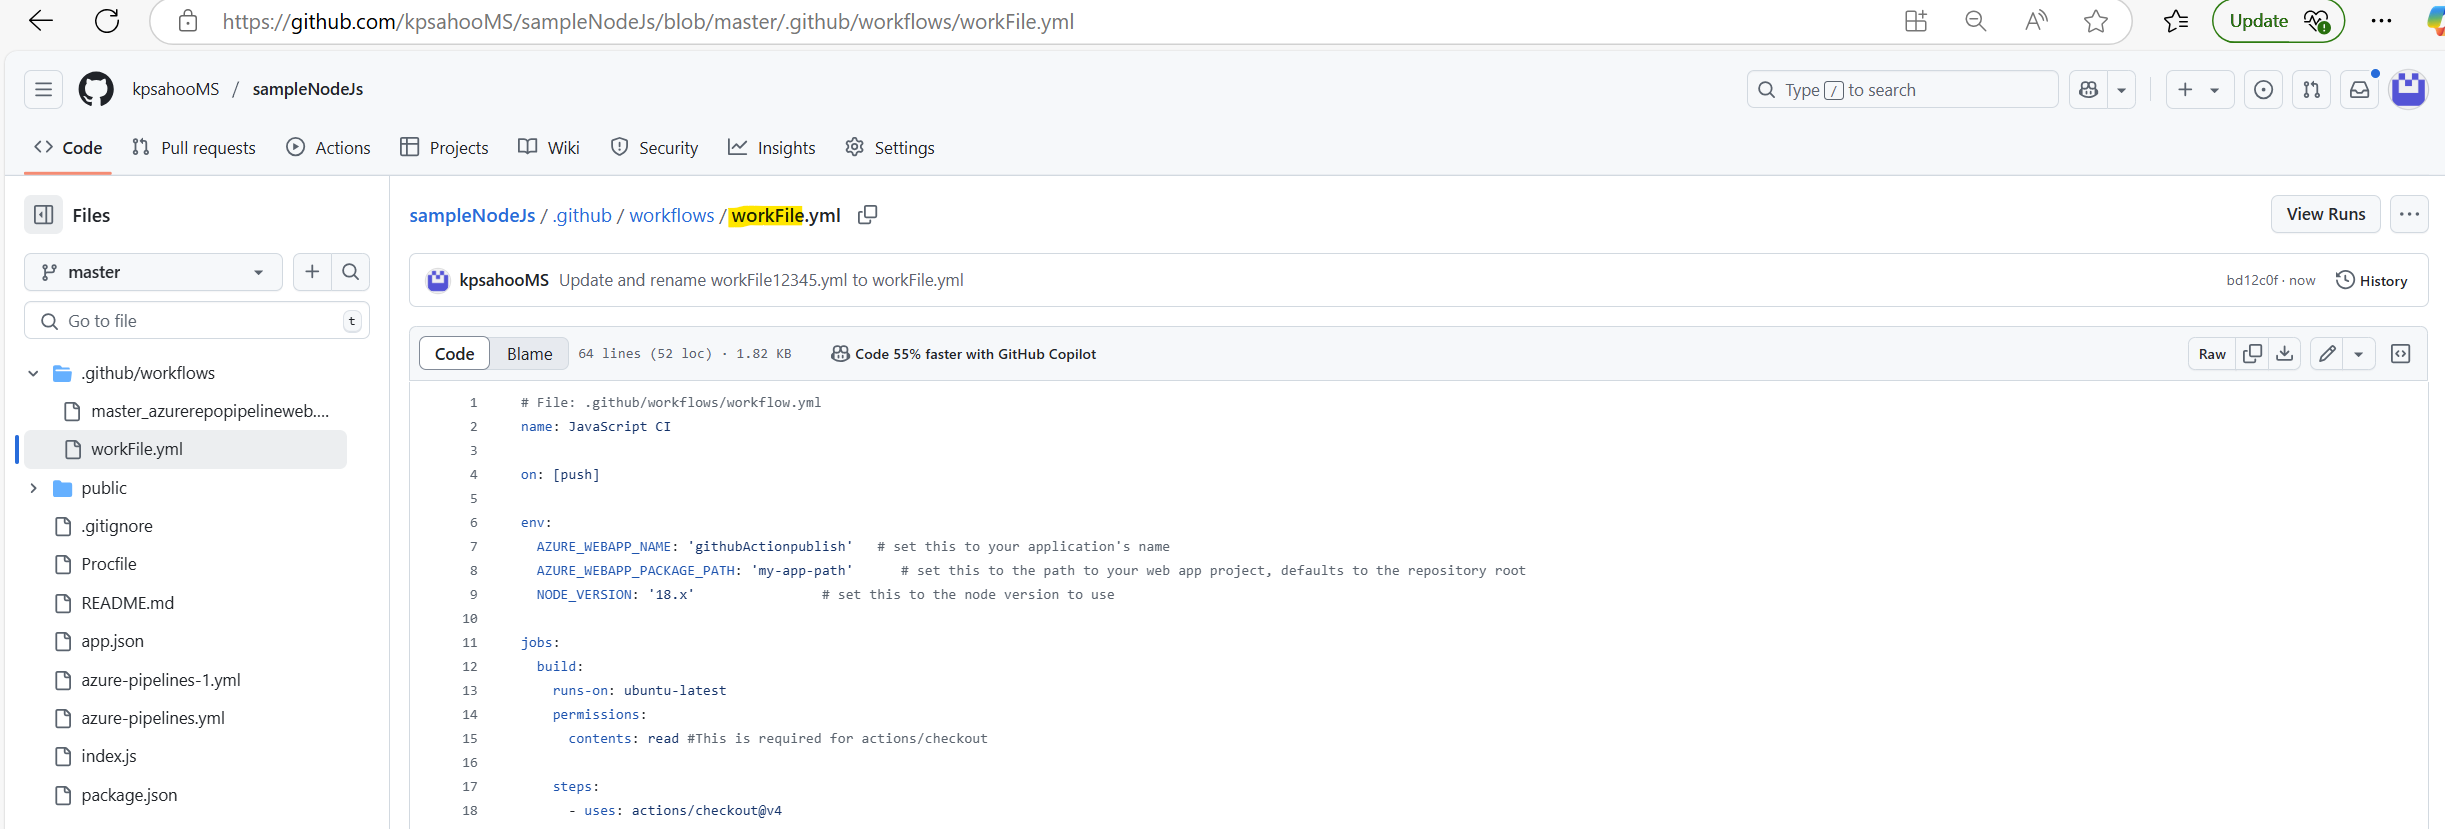 https://github.com/kpsahooMS/sampleNodeJs/blob/master/.github/workflows/workFile.yml
Update
kpsahooMS / sampleNodeJs
Type / to search
Code
Pull requests
Actions
Projects
Wiki
Security
Insights
Settings
Files
sampleNodeJs / .github / workflows / workFile.yml
View Runs
master
kpsahooMS Update and rename workFile12345.yml to workFile.yml
bd12c0f · now
History
Go to file
t
Code
Blame
64 lines (52 loc) · 1.82 KB
Code 55% faster with GitHub Copilot
Raw
.github/workflows
master_azurerepopipelineweb....
workFile.yml
public
.gitignore
Procfile
README.md
app.json
azure-pipelines-1.yml
azure-pipelines.yml
index.js
package.json
1 # File: .github/workflows/workflow.yml
2 name: JavaScript CI
3
4 on: [push]
5
6 env:
7 AZURE_WEBAPP_NAME: 'githubActionpublish' # set this to your application's name
8 AZURE_WEBAPP_PACKAGE_PATH: 'my-app-path' # set this to the path to your web app project, defaults to the repository root
9 NODE_VERSION: '18.x' # set this to the node version to use
10
11 jobs:
12 build:
13 runs-on: ubuntu-latest
14 permissions:
15 contents: read #This is required for actions/checkout
16
17 steps:
18 - uses: actions/checkout@v4